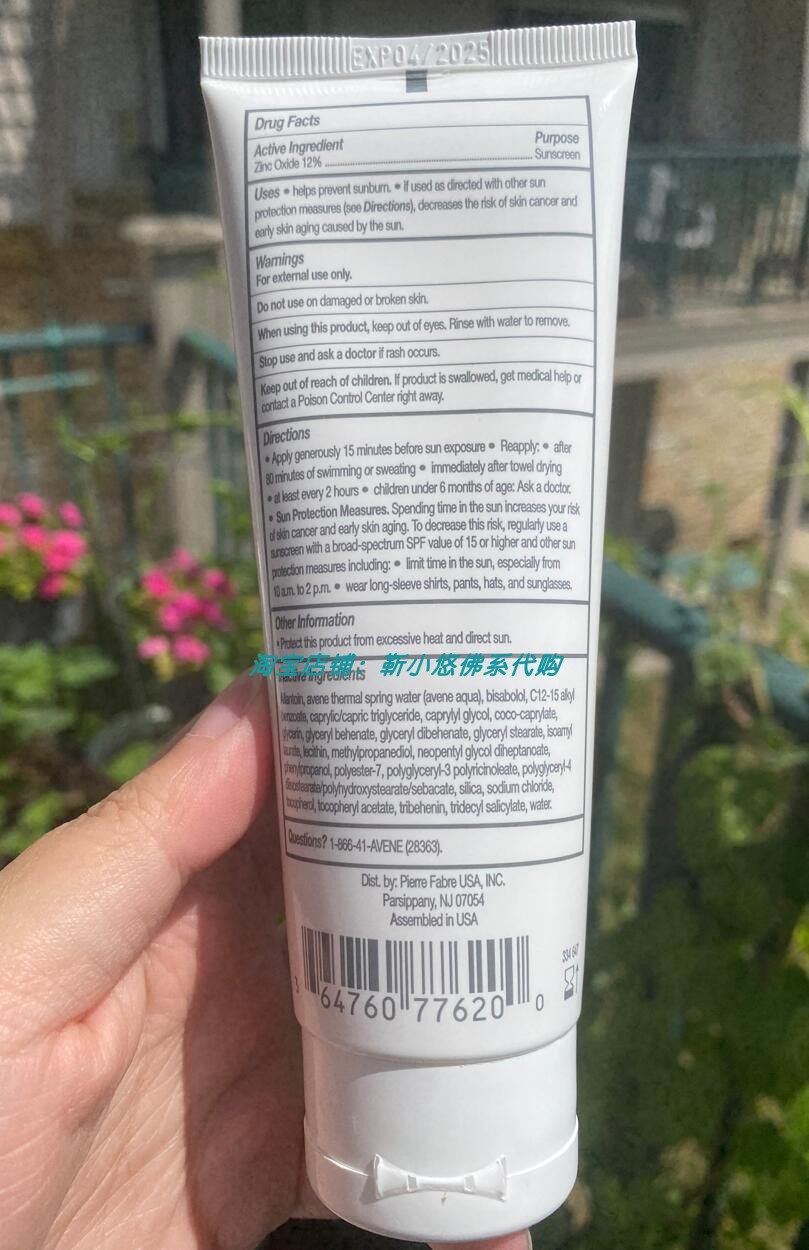 EXP04/2025
Drug Facts
Active Ingredient Purpose
Zinc Oxide 12% Sunscreen
Uses • helps prevent sunburn. • if used as directed with other sun
protection measures (see Directions), decreases the risk of skin cancer and
early skin aging caused by the sun.
Warnings
For external use only.
Do not use on damaged or broken skin.
When using this product, keep out of eyes. Rinse with water to remove.
Stop use and ask a doctor if rash occurs.
Keep out of reach of children. If product is swallowed, get medical help or
contact a Poison Control Center right away.
Directions
• Apply generously 15 minutes before sun exposure • Reapply: • after
80 minutes of swimming or sweating • immediately after towel drying
• at least every 2 hours • children under 6 months of age: Ask a doctor.
• Sun Protection Measures. Spending time in the sun increases your risk
of skin cancer and early skin aging. To decrease this risk, regularly use a
sunscreen with a broad-spectrum SPF value of 15 or higher and other sun
protection measures including: • limit time in the sun, especially from
10 a.m. to 2 p.m. • wear long-sleeve shirts, pants, hats, and sunglasses.
Other Information
• Protect this product from excessive heat and direct sun.
淘宝店铺：靳小悠佛系代购
Inactive Ingredients
Allantoin, avene thermal spring water (avene aqua), bisabolol, C12-15 alkyl
benzoate, caprylic/capric triglyceride, caprylyl glycol, coco-caprylate,
glycerin, glyceryl behenate, glyceryl dibehenate, glyceryl stearate, isoamyl
laurate, lecithin, methylpropanediol, neopentyl glycol diheptanoate,
phenylpropanol, polyester-7, polyglyceryl-3 polyricinoleate, polyglyceryl-4
diisostearate/polyhydroxystearate/sebacate, silica, sodium chloride,
tocopherol, tocopheryl acetate, tribehenin, tridecyl salicylate, water.
Questions? 1-866-41-AVENE (28363).
Dist. by: Pierre Fabre USA, INC.
Parsippany, NJ 07054
Assembled in USA
334 647
3 64760 77620 0